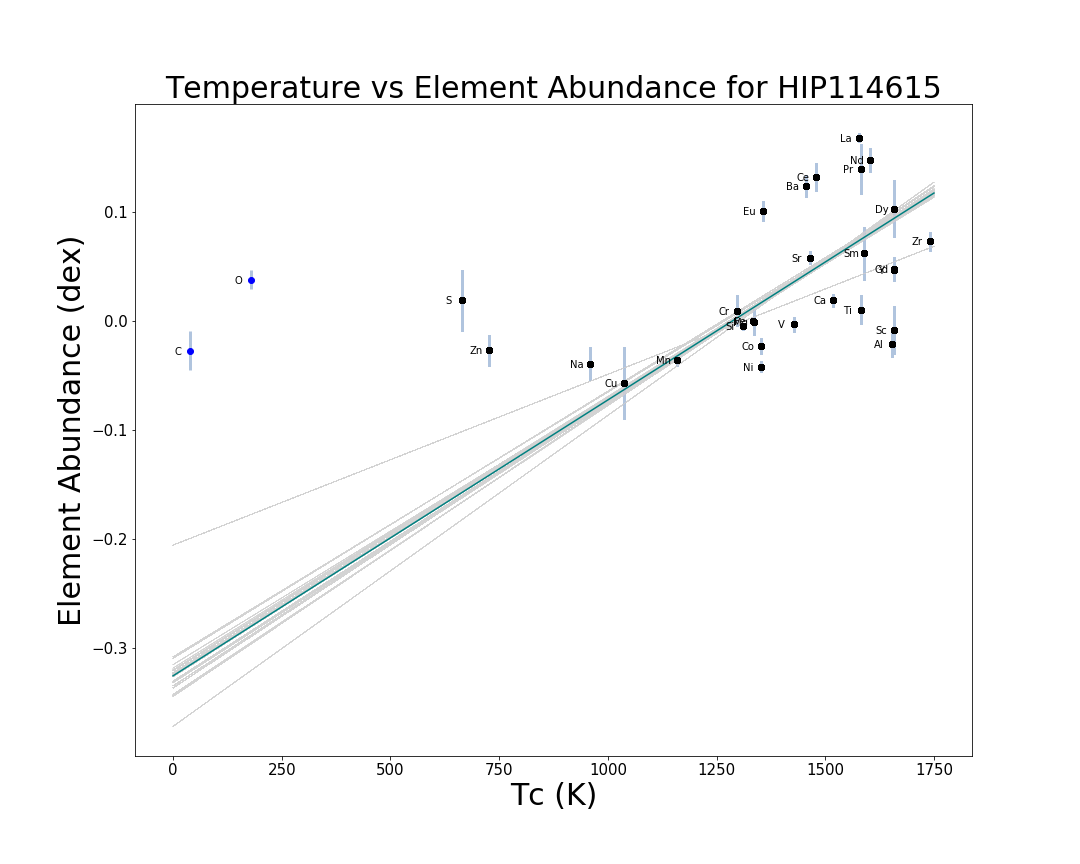 Temperature vs Element Abundance for HIP114615
La
Nd
Pr
Ce
Ba
Eu
Dy
0.1
Zr
Sm
Sr
O
S
Ca
Ti
Cr
0.0
V
Sc
Al
Co
C
Zn
Mn
Na
Ni
Cu
−0.1
−0.2
−0.3
Element Abundance (dex)
0
250
500
750
1000
1250
1500
1750
Tc (K)